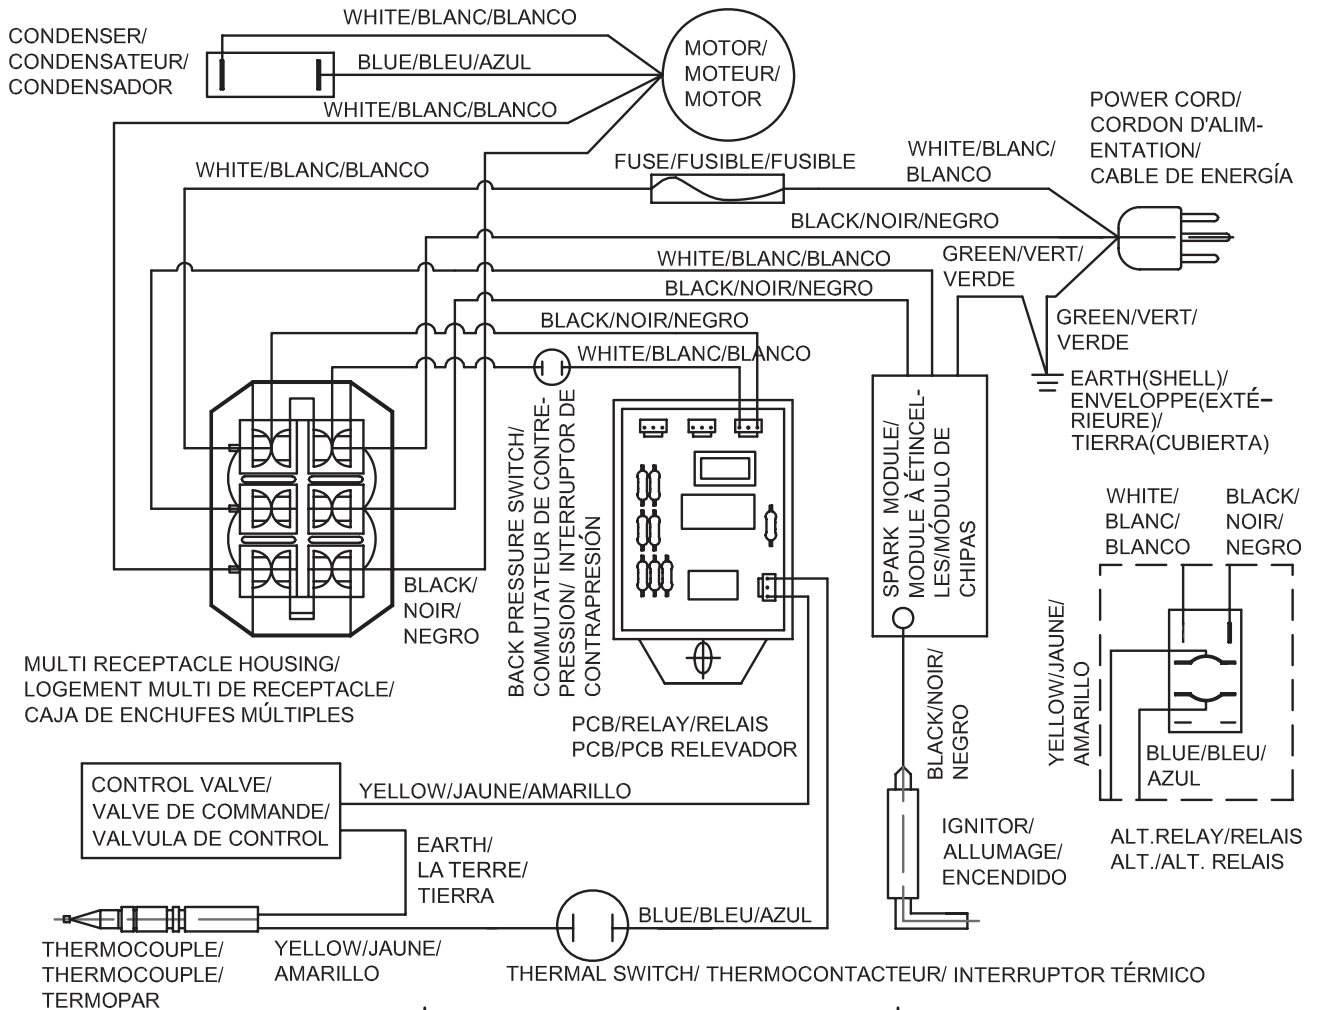 WHITE/BLANC/BLANCO
CONDENSER/
CONDENSATEUR/
CONDENSADOR
BLUE/BLEU/AZUL
MOTOR/
MOTEUR/
MOTOR
WHITE/BLANC/BLANCO
POWER CORD/
CORDON D'ALIM-
ENTATION/
CABLE DE ENERGÍA
WHITE/BLANC/BLANCO
FUSE/FUSIBLE/FUSIBLE
WHITE/BLANC/
BLANCO
BLACK/NOIR/NEGRO
GREEN/VERT/
VERDE
WHITE/BLANC/BLANCO
BLACK/NOIR/NEGRO
BLACK/NOIR/NEGRO
GREEN/VERT/
VERDE
WHITE/BLANC/BLANCO
EARTH(SHELL)/
ENVELOPPE(EXTÉ-
RIEURE)/
TIERRA(CUBIERTA)
BACK PRESSURE SWITCH/
COMMUTATEUR DE CONTRE-
PRESSION/ INTERRUPTOR DE
CONTRAPRESIÓN
SPARK MODULE/
MODULE À ÉTINCEL-
LES/MÓDULO DE
CHIPAS
WHITE/
BLANC/
BLANCO
BLACK/
NOIR/
NEGRO
BLACK/
NOIR/
NEGRO
MULTI RECEPTACLE HOUSING/
LOGEMENT MULTI DE RECEPTACLE/
CAJA DE ENCHUFES MÚLTIPLES
PCB/RELAY/RELAIS
PCB/PCB RELEVADOR
BLACK/NOIR/
NEGRO
YELLOW/JAUNE/
AMARILLO
BLUE/BLEU/
AZUL
CONTROL VALVE/
VALVE DE COMMANDE/
VALVULA DE CONTROL
YELLOW/JAUNE/AMARILLO
EARTH/
LA TERRE/
TIERRA
IGNITOR/
ALLUMAGE/
ENCENDIDO
ALT.RELAY/RELAIS
ALT./ALT. RELAIS
BLUE/BLEU/AZUL
THERMOCOUPLE/
THERMOCOUPLE/
TERMOPAR
YELLOW/JAUNE/
AMARILLO
THERMAL SWITCH/ THERMOCONTACTEUR/ INTERRUPTOR TÉRMICO